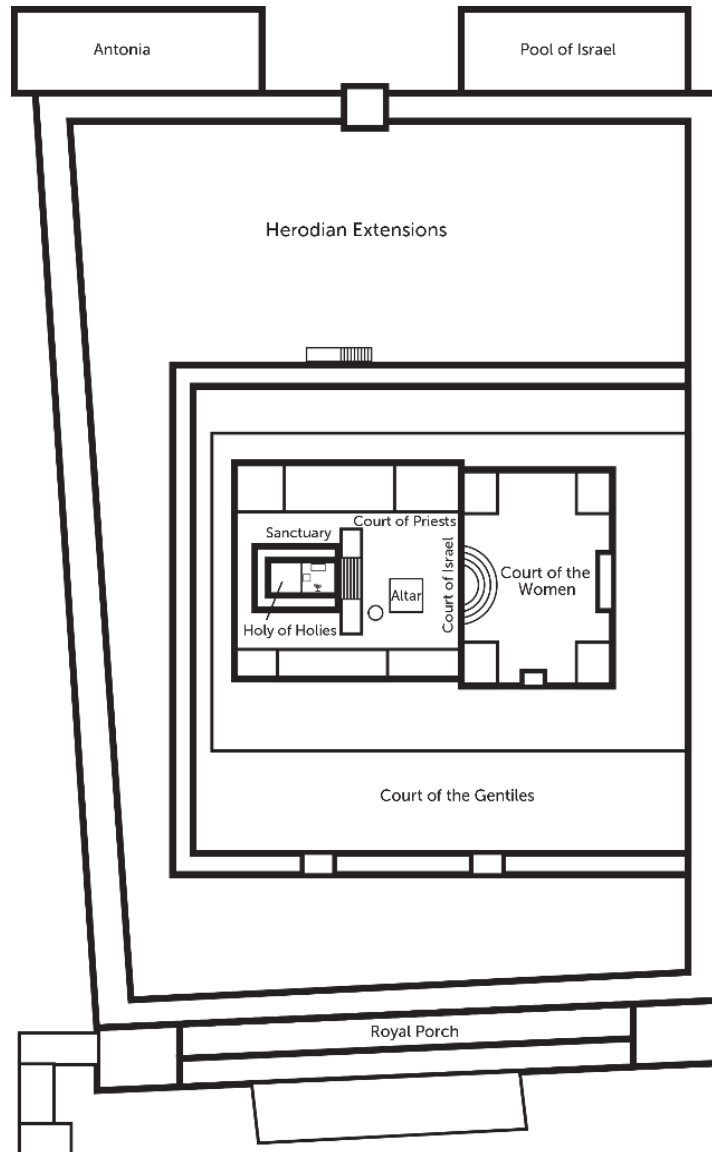 Antonia
Pool of Israel
Herodian Extensions
Court of Priests
Sanctuary
Court of Israel
Court of the
Women
Altar
Holy of Holies
Court of the Gentiles
Royal Porch